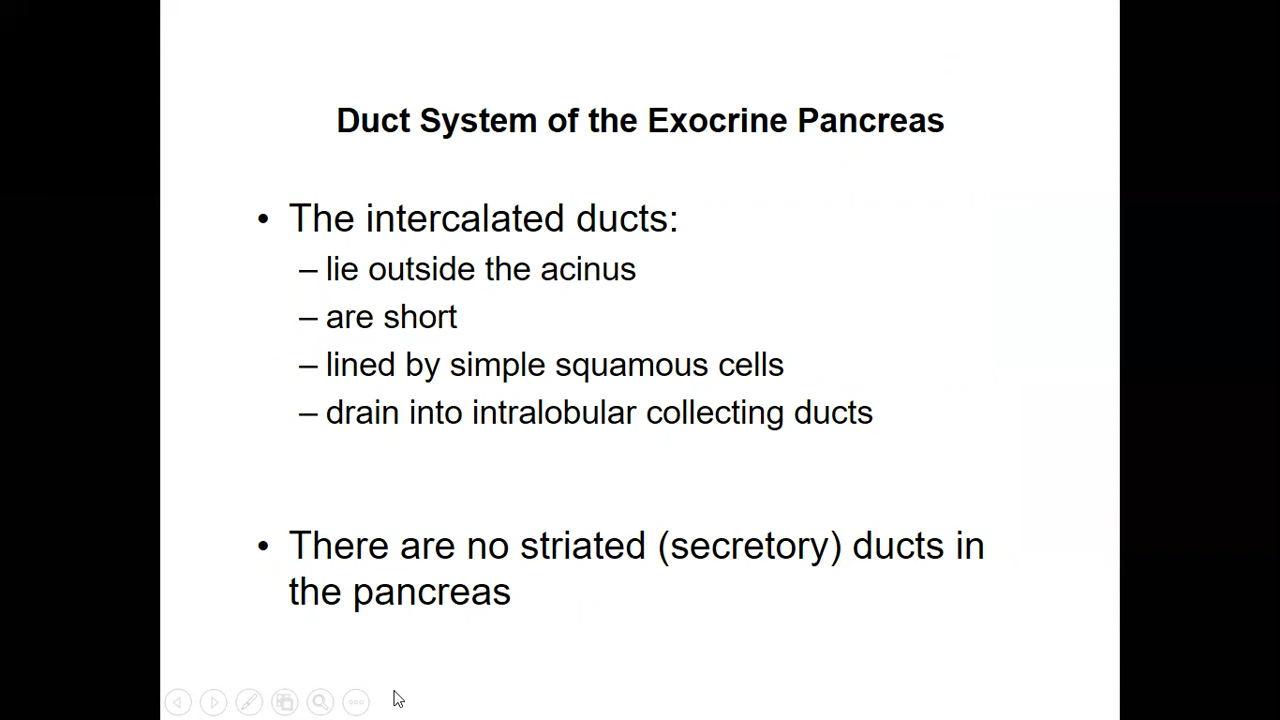 Duct System of the Exocrine Pancreas
• The intercalated ducts:
– lie outside the acinus
– are short
– lined by simple squamous cells
– drain into intralobular collecting ducts
• There are no striated (secretory) ducts in
the pancreas